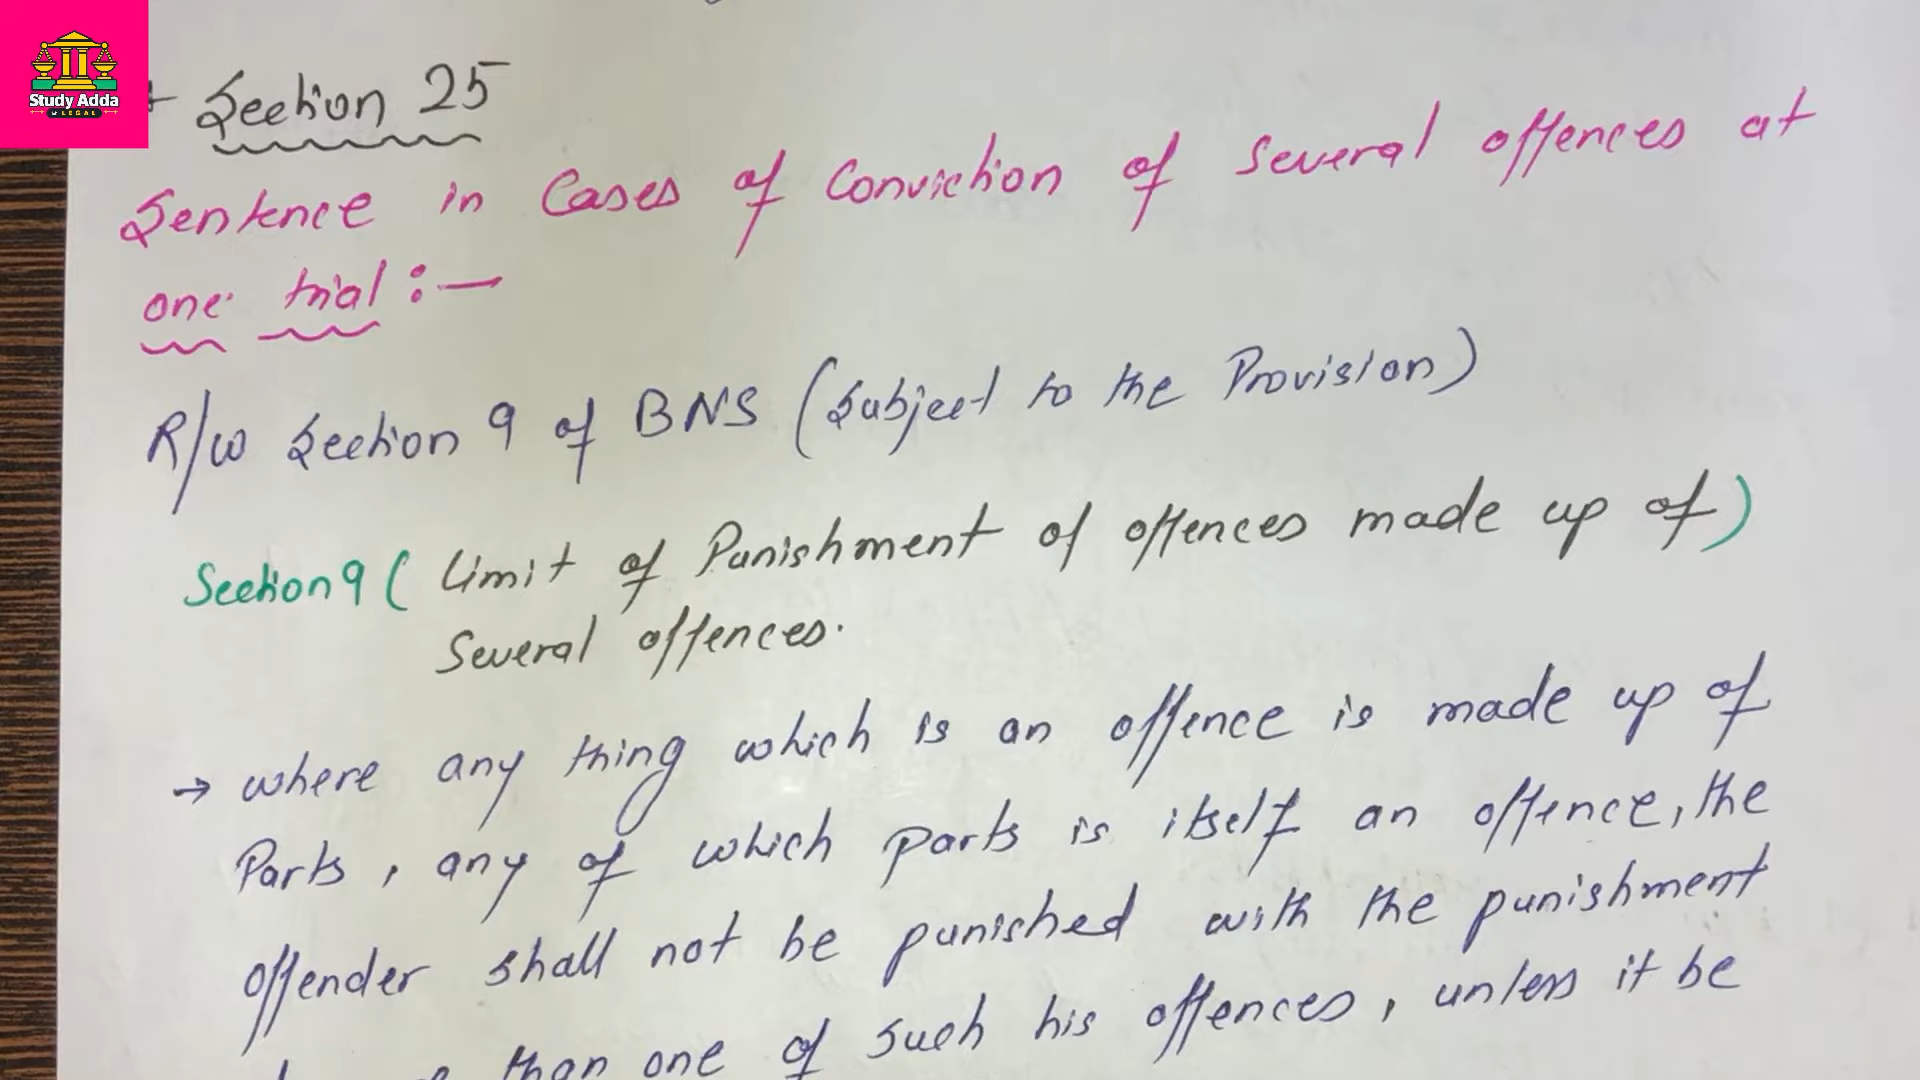 Study Adda
LEGAL
Section 25
Sentence in Cases of Conviction of Several offences at
one trial :—
R/w Section 9 of BNS (Subject to the Provision)
Section 9 ( Limit of Punishment of offences made up of )
Several offences.
→ where any thing which is an offence is made up of
Parts, any of which parts is itself an offence, the
offender shall not be punished with the punishment
than one of such his offences, unless it be